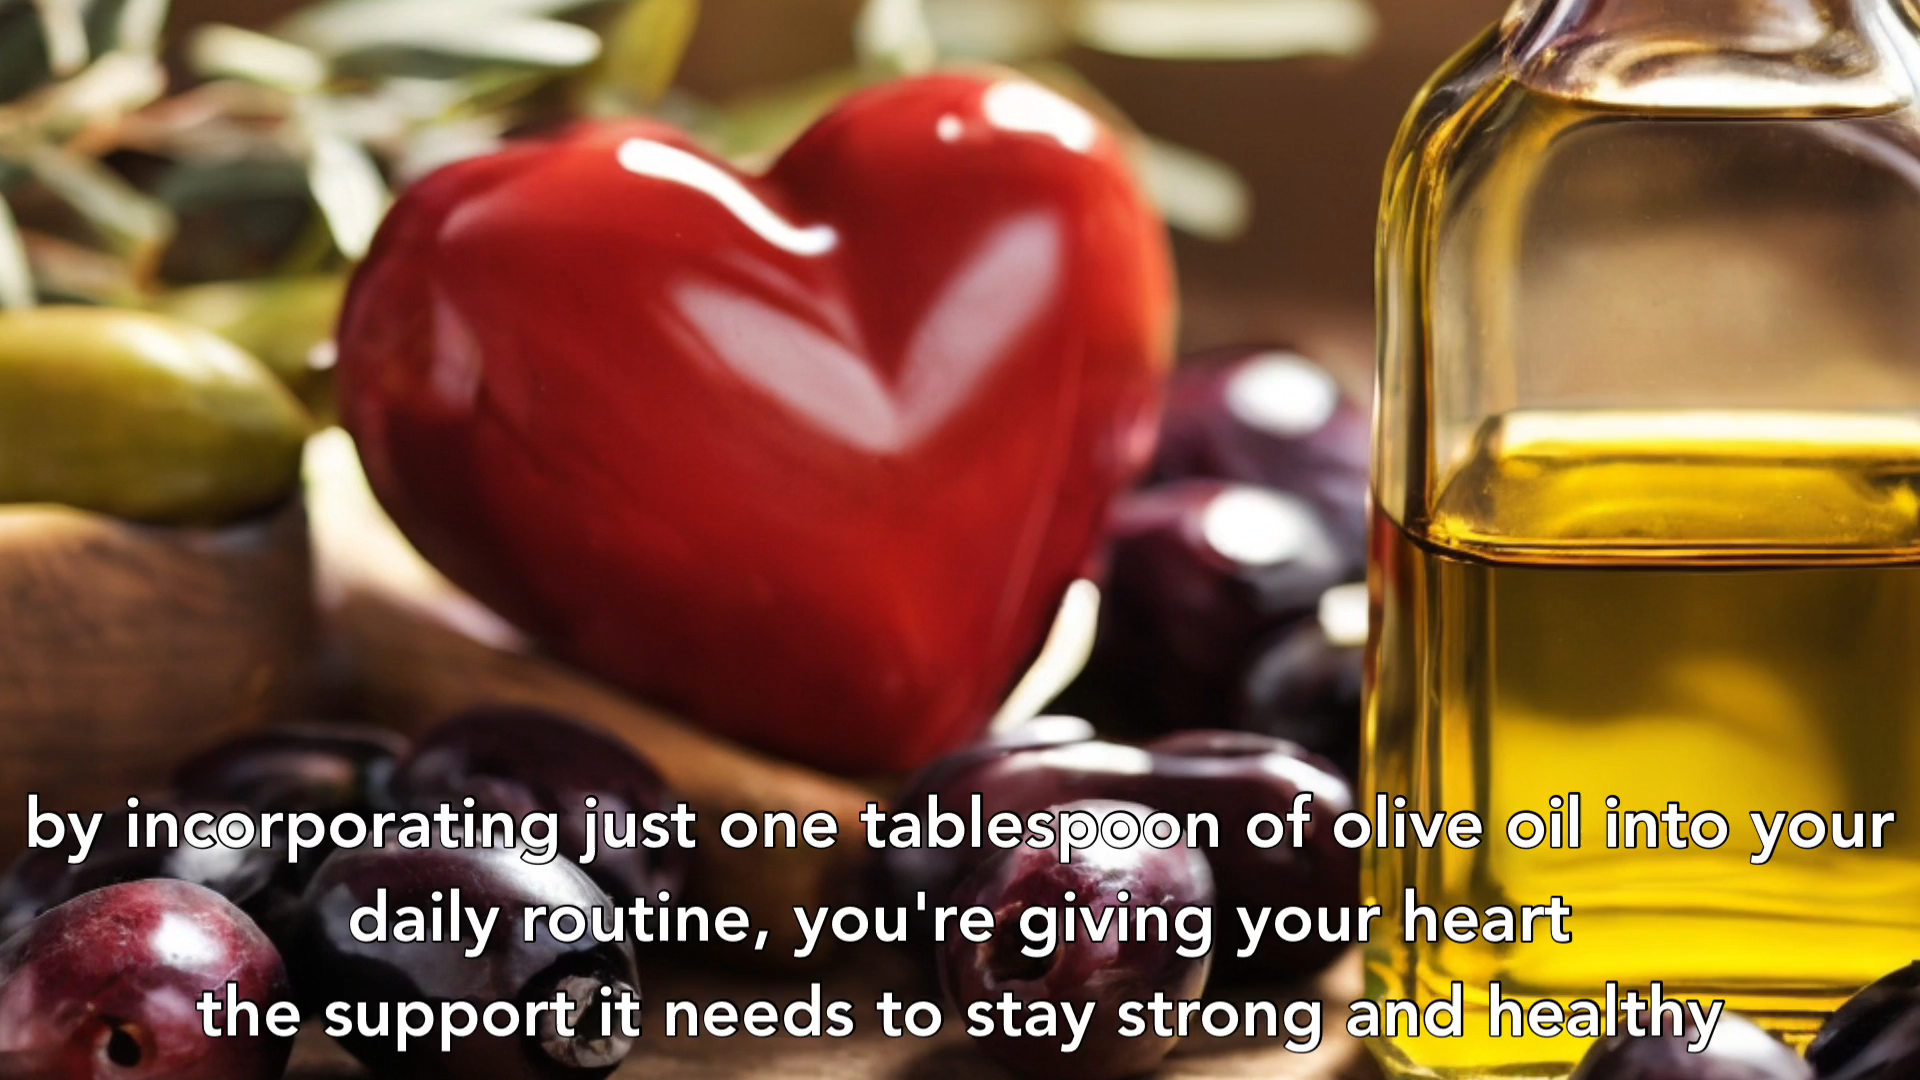 by incorporating just one tablespoon of olive oil into your
daily routine, you're giving your heart
the support it needs to stay strong and healthy